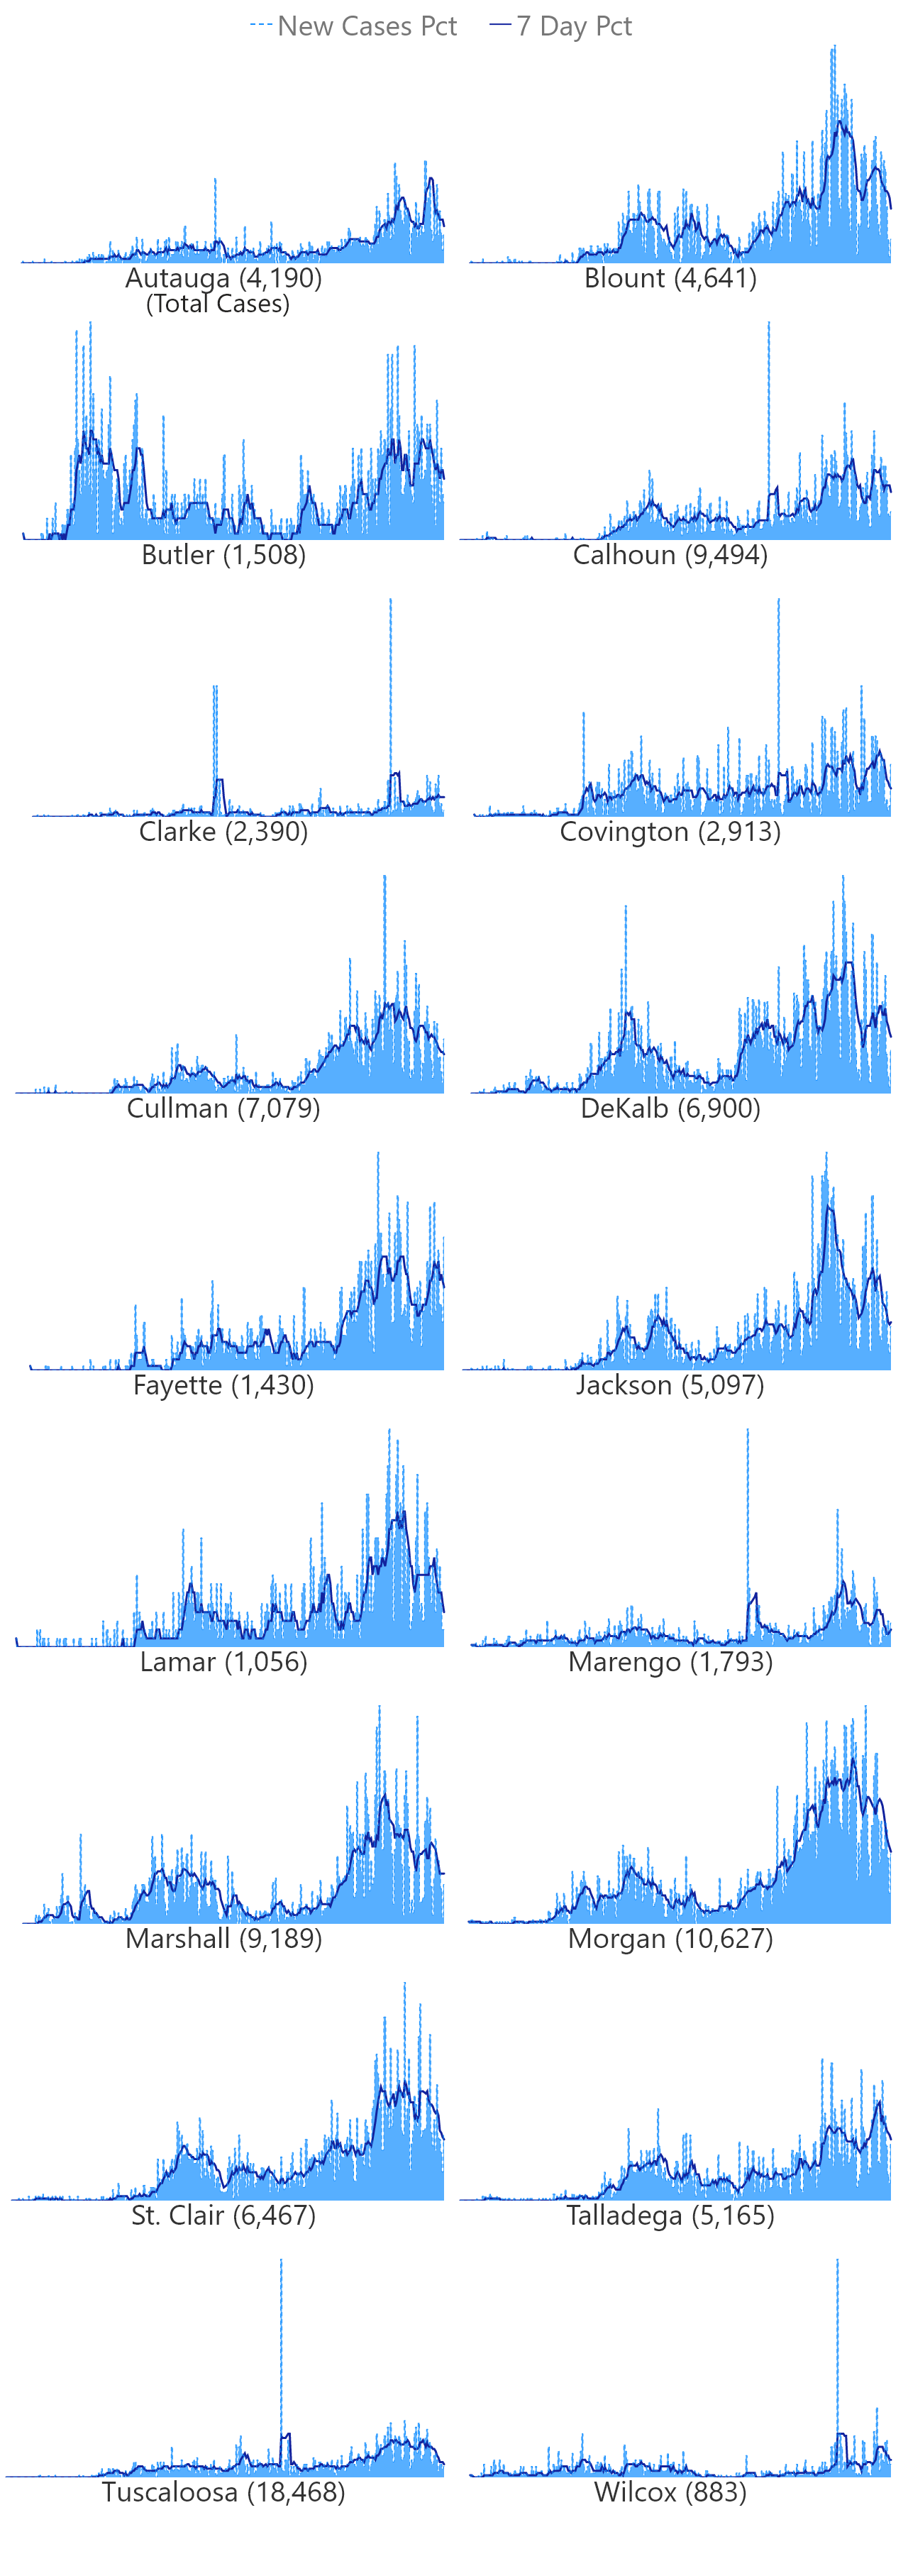 New Cases Pct 7 Day Pct
Autauga (4,190) Blount (4,641)
(Total Cases)
Butler (1,508) Calhoun (9,494)
Clarke (2,390) Covington (2,913)
Cullman (7,079) DeKalb (6,900)
Fayette (1,430) Jackson (5,097)
Lamar (1,056) Marengo (1,793)
Marshall (9,189) Morgan (10,627)
St. Clair (6,467) Talladega (5,165)
Tuscaloosa (18,468) Wilcox (883)